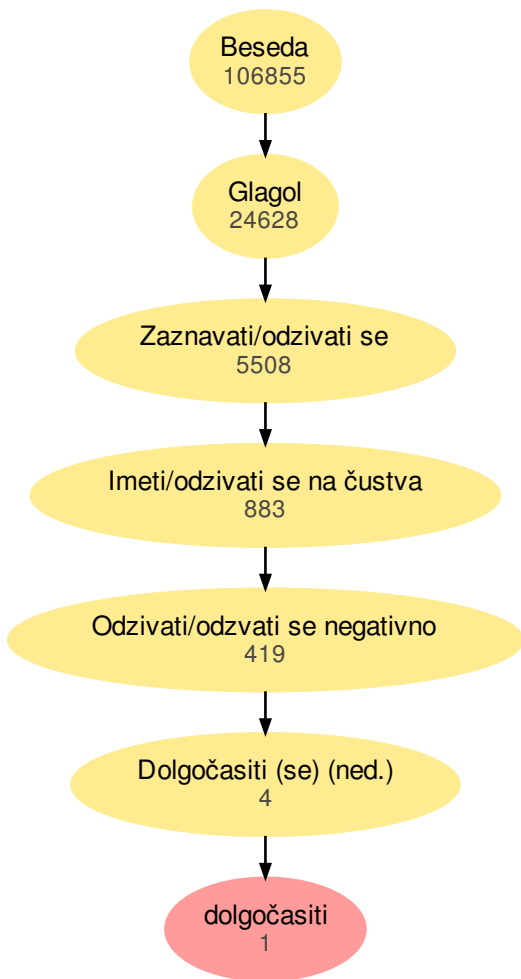 Beseda
106855
Glagol
24628
Zaznavati/odzivati se
5508
Imeti/odzivati se na čustva
883
Odzivati/odzvati se negativno
419
Dolgočasiti (se) (ned.)
4
dolgočasiti
1